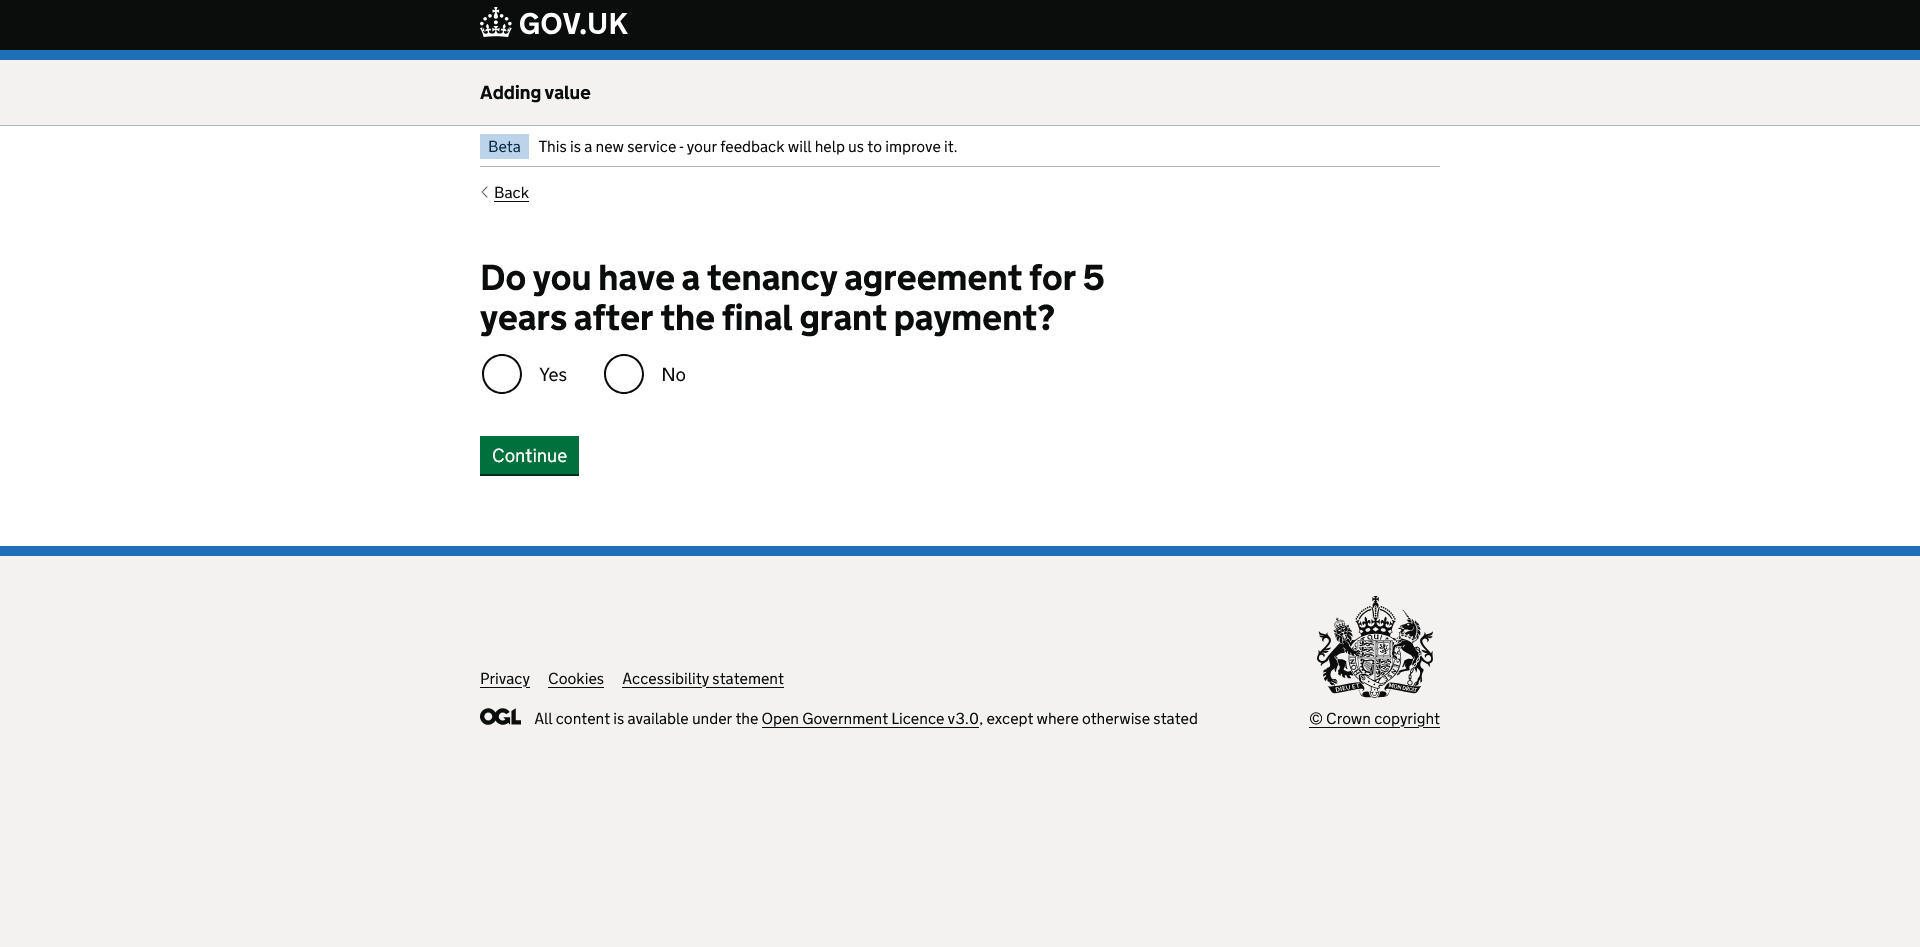 GOV.UK
Adding value
Beta This is a new service - your feedback will help us to improve it.
Back
Do you have a tenancy agreement for 5
years after the final grant payment?
Yes No
Continue
Privacy Cookies Accessibility statement
OGL All content is available under the Open Government Licence v3.0, except where otherwise stated
© Crown copyright